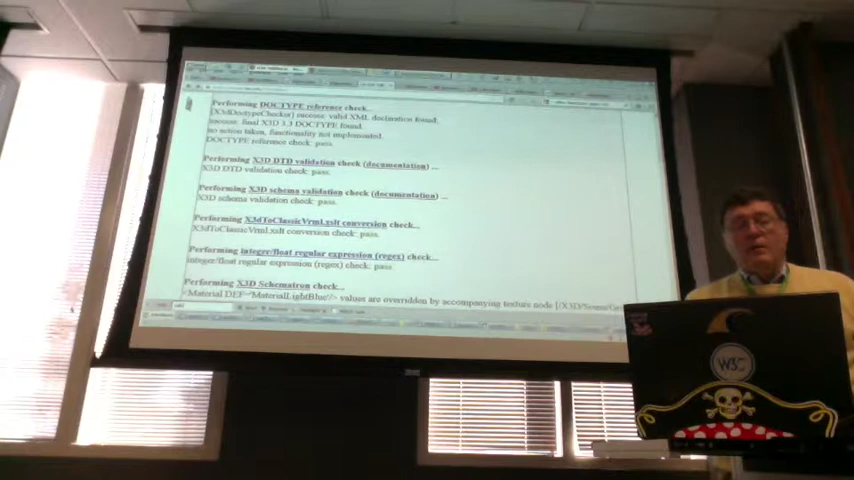 Performing DOCTYPE reference check...
[XMlDoctypeChecker] success: valid XML declaration found.
success: final X3D 3.3 DOCTYPE found.
no action taken, functionality not implemented.
DOCTYPE reference check: pass.
Performing X3D DTD validation check (documentation) ...
X3D DTD validation check: pass.
Performing X3D schema validation check (documentation) ...
X3D schema validation check: pass.
Performing X3dToClassicVrml.xslt conversion check...
X3dToClassicVrml.xslt conversion check: pass.
Performing integer/float regular expression (regex) check...
integer/float regular expression (regex) check: pass.
Performing X3D Schematron check...
<Material DEF='MaterialLightBlue'/> values are overridden by accompanying texture node [/X3D/Scene/Gro
W3C